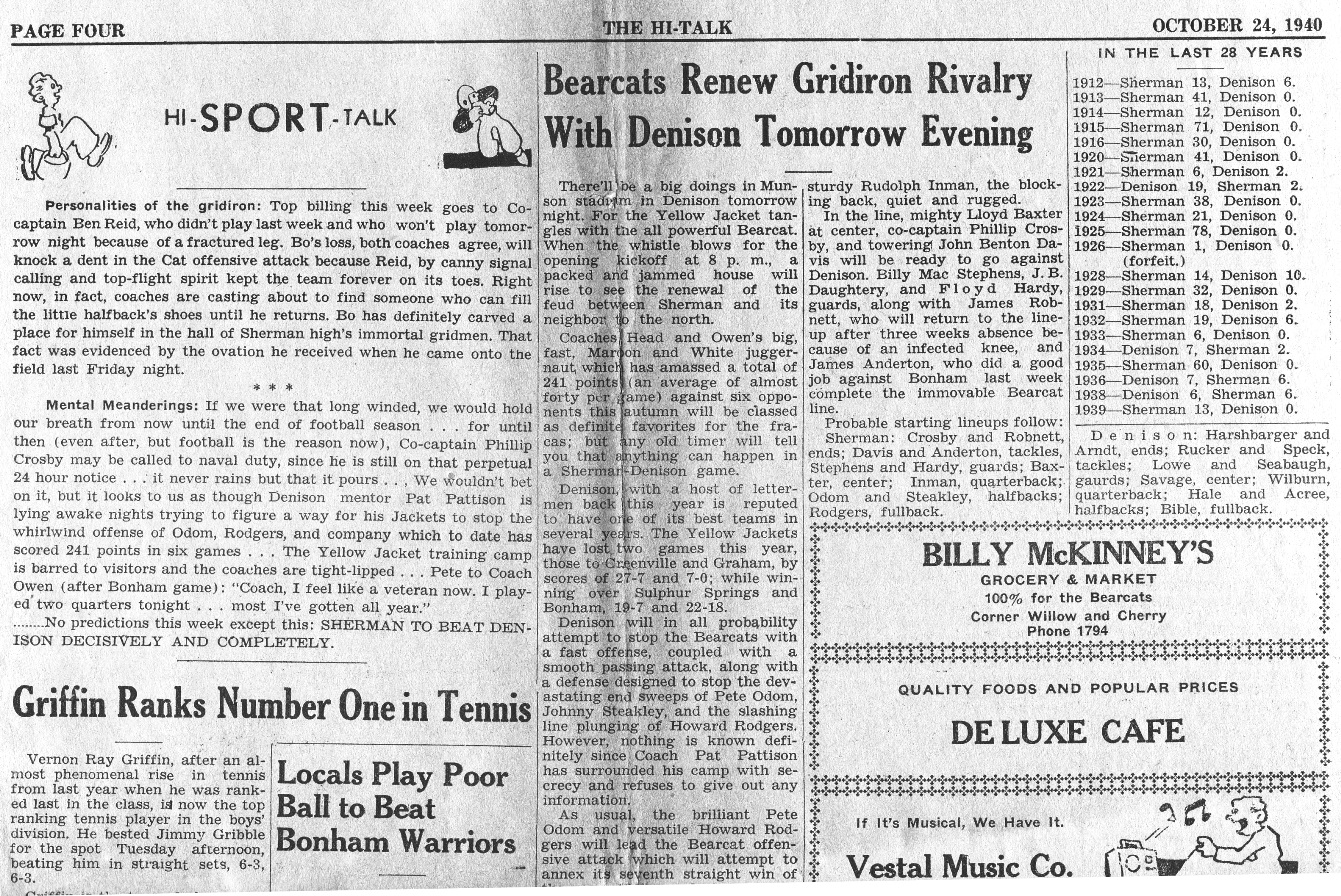 PAGE FOUR
THE HI-TALK
OCTOBER 24, 1940
HI-SPORT-TALK
Personalities of the gridiron: Top billing this week goes to Co-
captain Ben Reid, who didn't play last week and who won't play tomor-
row night because of a fractured leg. Bo's loss, both coaches agree, will
knock a dent in the Cat offensive attack because Reid, by canny signal
calling and top-flight spirit kept the team forever on its toes. Right
now, in fact, coaches are casting about to find someone who can fill
the little halfback's shoes until he returns. Bo has definitely carved a
place for himself in the hall of Sherman high's immortal gridmen. That
fact was evidenced by the ovation he received when he came onto the
field last Friday night.
* * *
Mental Meanderings: If we were that long winded, we would hold
our breath from now until the end of football season . . . for until
then (even after, but football is the reason now), Co-captain Phillip
Crosby may be called to naval duty, since he is still on that perpetual
24 hour notice . . . it never rains but that it pours . . . We wouldn't bet
on it, but it looks to us as though Denison mentor Pat Pattison is
lying awake nights trying to figure a way for his Jackets to stop the
whirlwind offense of Odom, Rodgers, and company which to date has
scored 241 points in six games . . . The Yellow Jacket training camp
is barred to visitors and the coaches are tight-lipped . . . Pete to Coach
Owen (after Bonham game): "Coach, I feel like a veteran now. I play-
ed two quarters tonight . . . most I've gotten all year."
........No predictions this week except this: SHERMAN TO BEAT DEN-
ISON DECISIVELY AND COMPLETELY.
Griffin Ranks Number One in Tennis
Vernon Ray Griffin, after an al-
most phenomenal rise in tennis
from last year when he was rank-
ed last in the class, is now the top
ranking tennis player in the boys'
division. He bested Jimmy Gribble
for the spot Tuesday afternoon,
beating him in straight sets, 6-3,
6-3.
Locals Play Poor
Ball to Beat
Bonham Warriors
Bearcats Renew Gridiron Rivalry
With Denison Tomorrow Evening
There'll be a big doings in Mun-
son stadium in Denison tomorrow
night. For the Yellow Jacket tan-
gles with the all powerful Bearcat.
When the whistle blows for the
opening kickoff at 8 p. m., a
packed and jammed house will
rise to see the renewal of the
feud between Sherman and its
neighbor to the north.
Coaches Head and Owen's big,
fast, Maroon and White jugger-
naut, which has amassed a total of
241 points (an average of almost
forty per game) against six oppo-
nents this autumn will be classed
as definite favorites for the fra-
cas; but any old timer will tell
you that anything can happen in
a Sherman-Denison game.
Denison, with a host of letter-
men back this year is reputed
to have one of its best teams in
several years. The Yellow Jackets
have lost two games this year,
those to Greenville and Graham, by
scores of 27-7 and 7-0; while win-
ning over Sulphur Springs and
Bonham, 19-7 and 22-18.
Denison will in all probability
attempt to stop the Bearcats with
a fast offense, coupled with a
smooth passing attack, along with
a defense designed to stop the dev-
astating end sweeps of Pete Odom,
Johnny Steakley, and the slashing
line plunging of Howard Rodgers.
However, nothing is known defi-
nitely since Coach Pat Pattison
has surrounded his camp with se-
crecy and refuses to give out any
information.
As usual, the brilliant Pete
Odom and versatile Howard Rod-
gers will lead the Bearcat offen-
sive attack which will attempt to
annex its seventh straight win of
sturdy Rudolph Inman, the block-
ing back, quiet and rugged.
In the line, mighty Lloyd Baxter
at center, co-captain Phillip Cros-
by, and towering John Benton Da-
vis will be ready to go against
Denison. Billy Mac Stephens, J. B.
Daughtery, and Floyd Hardy,
guards, along with James Rob-
nett, who will return to the line-
up after three weeks absence be-
cause of an infected knee, and
James Anderton, who did a good
job against Bonham last week
complete the immovable Bearcat
line.
Probable starting lineups follow:
Sherman: Crosby and Robnett,
ends; Davis and Anderton, tackles,
Stephens and Hardy, guards; Bax-
ter, center; Inman, quarterback;
Odom and Steakley, halfbacks;
Rodgers, fullback.
IN THE LAST 28 YEARS
1912—Sherman 13, Denison 6.
1913—Sherman 41, Denison 0.
1914—Sherman 12, Denison 0.
1915—Sherman 71, Denison 0.
1916—Sherman 30, Denison 0.
1920—Sherman 41, Denison 0.
1921—Sherman 6, Denison 2.
1922—Denison 19, Sherman 2.
1923—Sherman 38, Denison 0.
1924—Sherman 21, Denison 0.
1925—Sherman 78, Denison 0.
1926—Sherman 1, Denison 0.
(forfeit.)
1928—Sherman 14, Denison 10.
1929—Sherman 32, Denison 0.
1931—Sherman 18, Denison 2.
1932—Sherman 19, Denison 6.
1933—Sherman 6, Denison 0.
1934—Denison 7, Sherman 2.
1935—Sherman 60, Denison 0.
1936—Denison 7, Sherman 6.
1938—Denison 6, Sherman 6.
1939—Sherman 13, Denison 0.
Denison: Harshbarger and
Arndt, ends; Rucker and Speck,
tackles; Lowe and Seabaugh,
gaurds; Savage, center; Wilburn,
quarterback; Hale and Acree,
halfbacks; Bible, fullback.
BILLY McKINNEY'S
GROCERY & MARKET
100% for the Bearcats
Corner Willow and Cherry
Phone 1794
QUALITY FOODS AND POPULAR PRICES
DE LUXE CAFE
If It's Musical, We Have It.
Vestal Music Co.